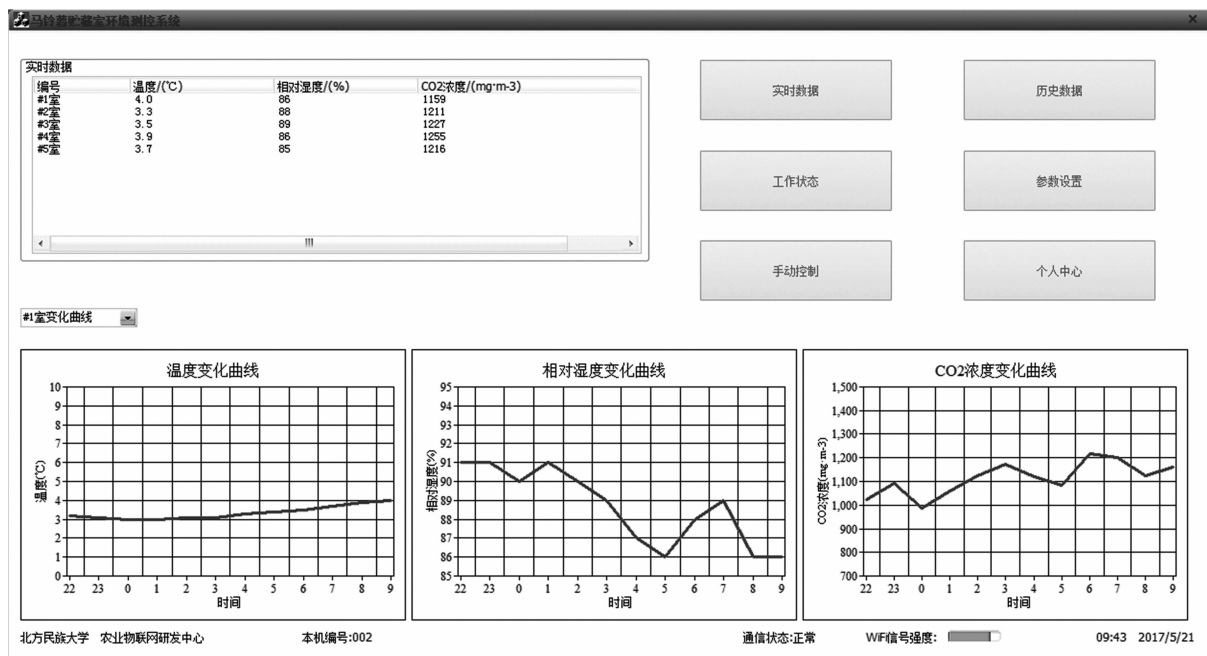 马铃薯贮藏室环境测控系统
实时数据
编号 温度/(℃) 相对湿度/(%) CO2浓度/(mg·m-3)
#1室 4.0 86 1159
#2室 3.3 88 1211
#3室 3.5 89 1227
#4室 3.9 86 1255
#5室 3.7 85 1216
实时数据 历史数据
工作状态 参数设置
手动控制 个人中心
#1室变化曲线
温度变化曲线
10
9
8
7
6
5
4
3
2
1
0
温度(℃)
22 23 0 1 2 3 4 5 6 7 8 9
时间
相对湿度变化曲线
95
94
93
92
91
90
89
88
87
86
85
相对湿度(%)
22 23 0 1 2 3 4 5 6 7 8 9
时间
CO2浓度变化曲线
1,500
1,400
1,300
1,200
1,100
1,000
900
800
700
CO2浓度(mg·m-3)
22 23 0 1 2 3 4 5 6 7 8 9
时间
北方民族大学 农业物联网研发中心 本机编号:002 通信状态:正常 WiFi信号强度: 09:43 2017/5/21